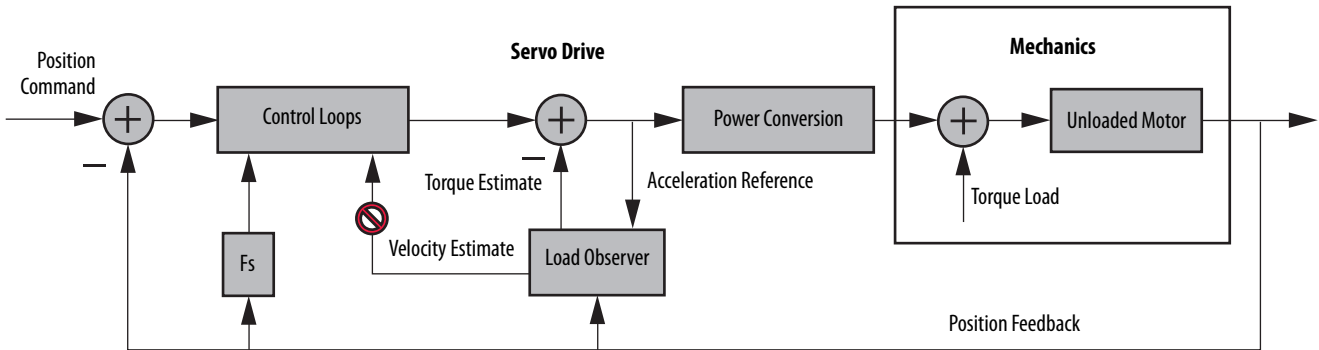 Servo Drive
Mechanics
Position
Command
Control Loops
Power Conversion
Unloaded Motor
Torque Estimate
Acceleration Reference
Torque Load
Velocity Estimate
Fs
Load Observer
Position Feedback